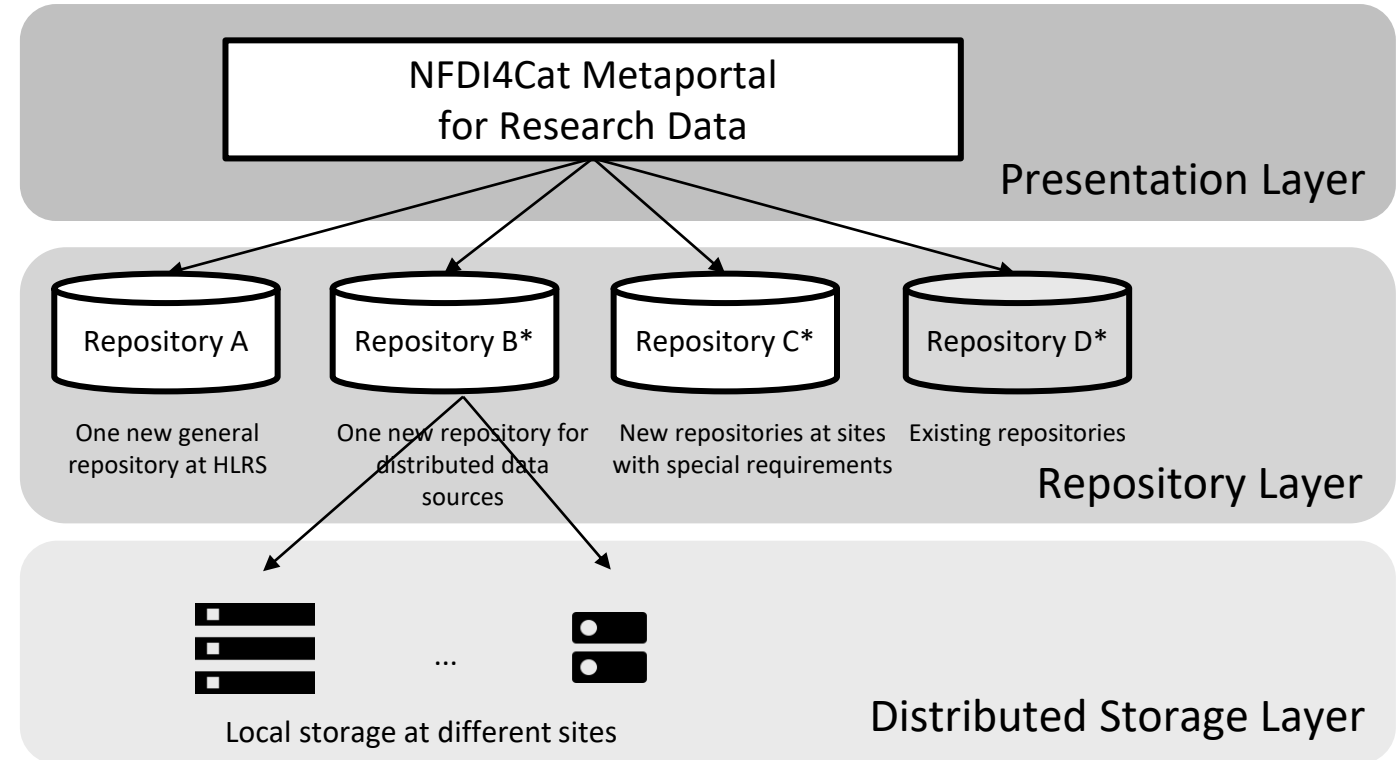 NFDI4Cat Metaportal
for Research Data
Presentation Layer
Repository A
Repository B*
Repository C*
Repository D*
One new general
repository at HLRS
One new repository for
distributed data
sources
New repositories at sites
with special requirements
Existing repositories
Repository Layer
...
Local storage at different sites
Distributed Storage Layer